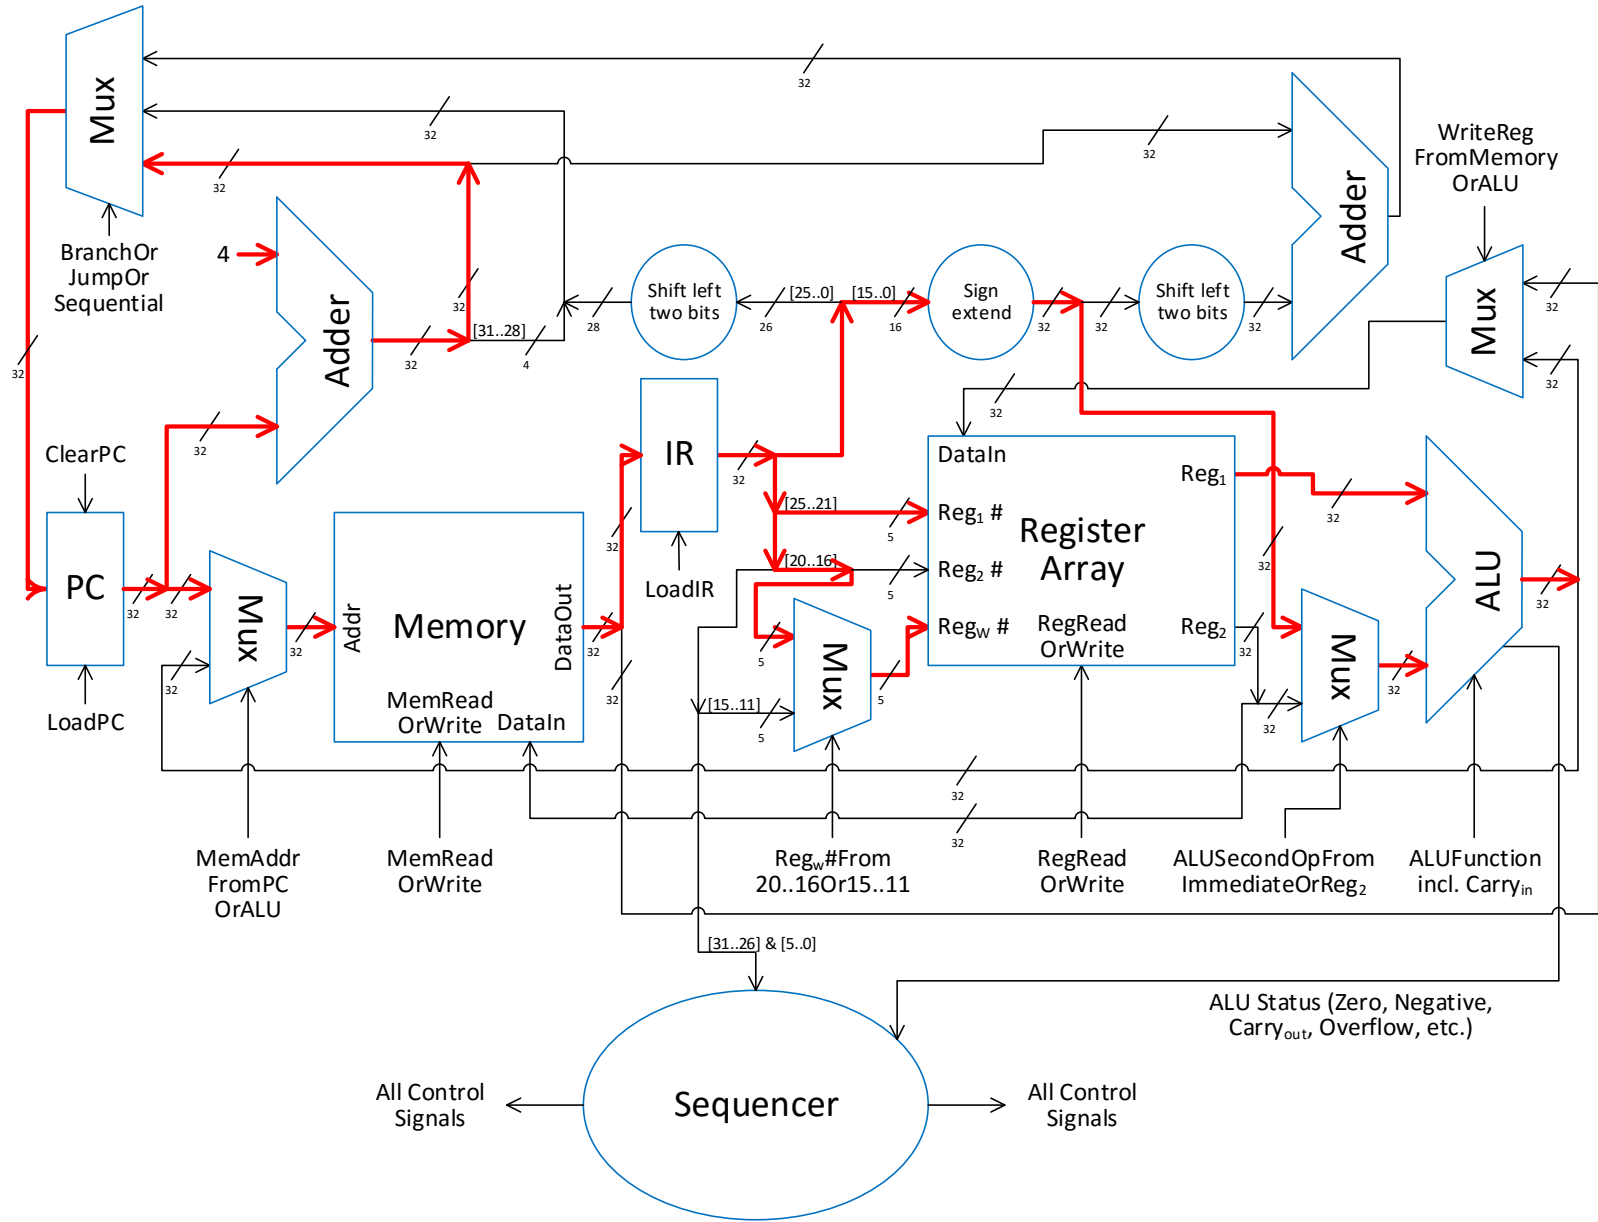 Mux
32
32
32
32
32
BranchOr
JumpOr
Sequential
4
Adder
32
32
[31..28]
4
28
Shift left
two bits
26
[25..0]
[15..0]
16
Sign
extend
32
32
Shift left
two bits
32
Adder
WriteReg
FromMemory
OrALU
Mux
32
32
32
32
ClearPC
32
PC
LoadPC
32
32
32
Mux
32
Addr
Memory
DataOut
MemRead
OrWrite
DataIn
32
32
32
IR
LoadIR
32
[25..21]
5
[20..16]
5
5
Mux
5
[15..11]
5
DataIn
Reg1 #
Reg2 #
RegW #
Register
Array
RegRead
OrWrite
Reg1
Reg2
32
32
32
32
Mux
32
ALU
32
32
32
MemAddr
FromPC
OrALU
MemRead
OrWrite
Regw#From
20..16Or15..11
RegRead
OrWrite
ALUSecondOpFrom
ImmediateOrReg2
ALUFunction
incl. Carryin
[31..26] & [5..0]
ALU Status (Zero, Negative,
Carryout, Overflow, etc.)
All Control
Signals
Sequencer
All Control
Signals